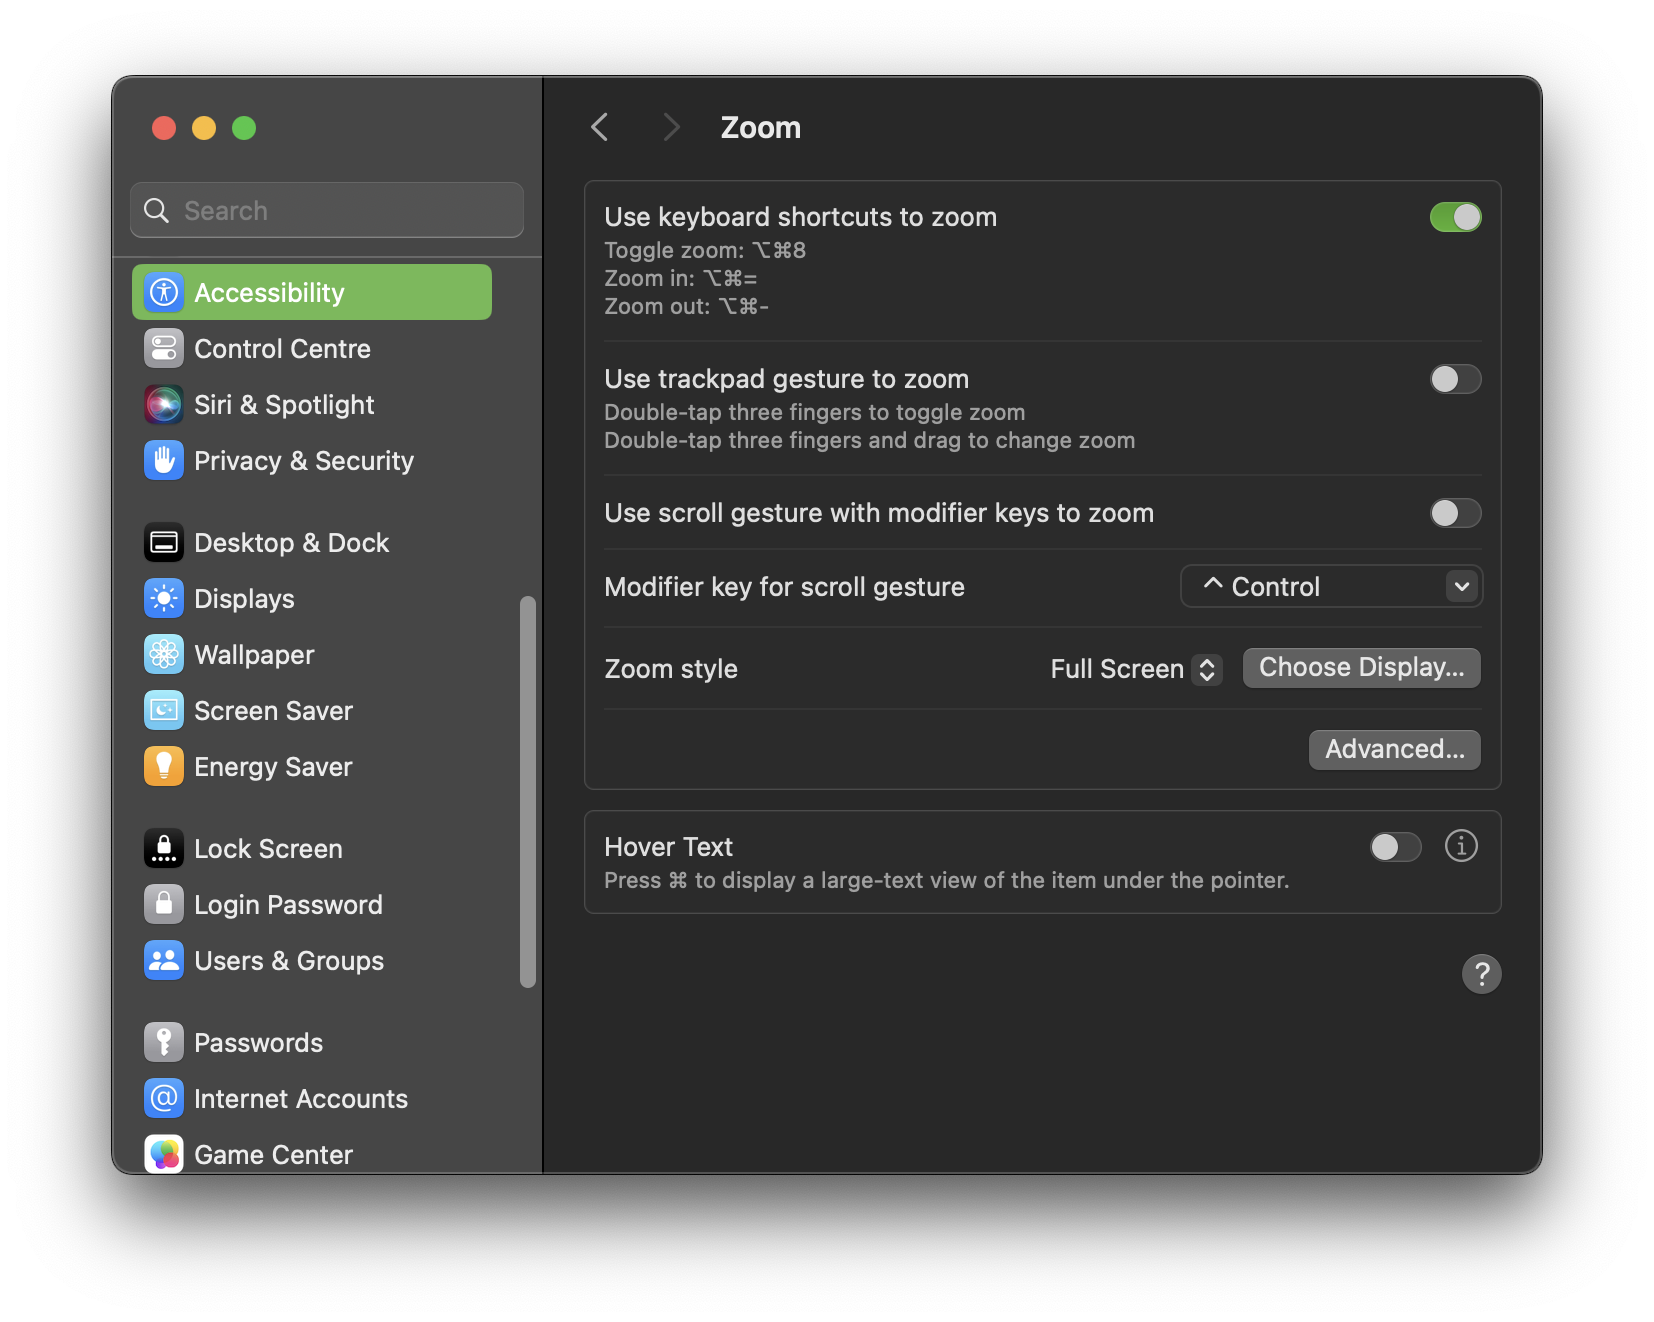 Search
Accessibility
Control Centre
Siri & Spotlight
Privacy & Security
Desktop & Dock
Displays
Wallpaper
Screen Saver
Energy Saver
Lock Screen
Login Password
Users & Groups
Passwords
@ Internet Accounts
Game Center
Zoom
Use keyboard shortcuts to zoom
Toggle zoom: ⌥⌘8
Zoom in: ⌥⌘=
Zoom out: ⌥⌘-
Use trackpad gesture to zoom
Double-tap three fingers to toggle zoom
Double-tap three fingers and drag to change zoom
Use scroll gesture with modifier keys to zoom
Modifier key for scroll gesture ^ Control
Zoom style Full Screen Choose Display...
Advanced...
Hover Text
Press ⌘ to display a large-text view of the item under the pointer.
?